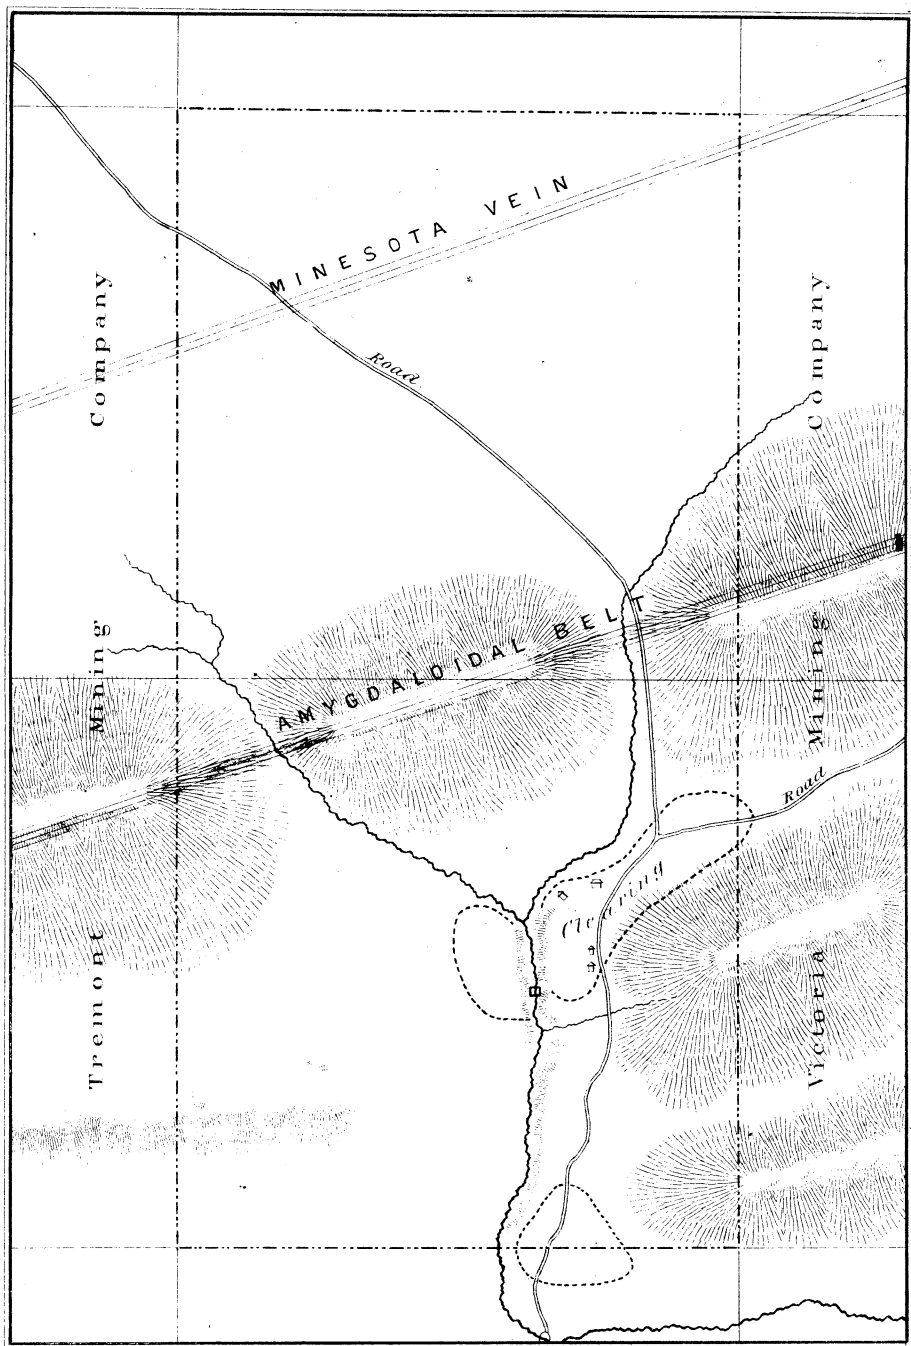 MINESOTA VEIN
Road
AMYGDALOIDAL BELT
Road
Clearing
Tremont Mining Company
Victoria Mining Company